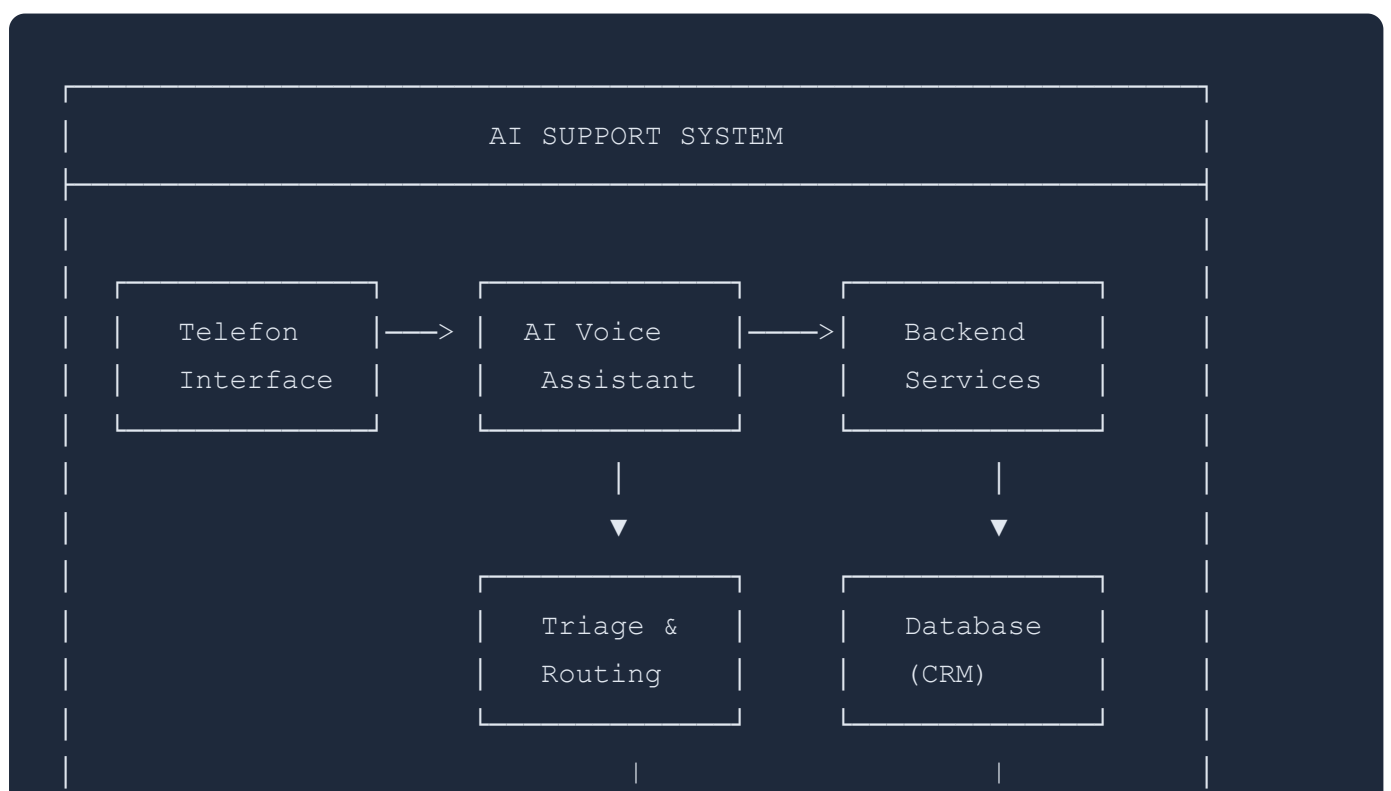 AI SUPPORT SYSTEM
Telefon ———> AI Voice ————> Backend
Interface Assistant Services
Triage & Database
Routing (CRM)